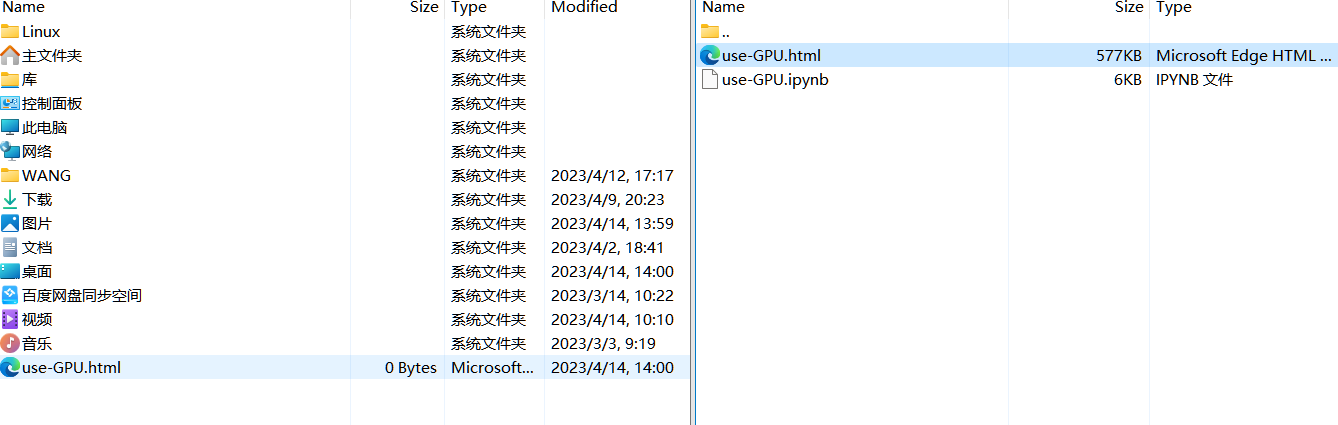 Name Size Type Modified
Linux 系统文件夹
主文件夹 系统文件夹
库 系统文件夹
控制面板 系统文件夹
此电脑 系统文件夹
网络 系统文件夹
WANG 系统文件夹 2023/4/12, 17:17
下载 系统文件夹 2023/4/9, 20:23
图片 系统文件夹 2023/4/14, 13:59
文档 系统文件夹 2023/4/2, 18:41
桌面 系统文件夹 2023/4/14, 14:00
百度网盘同步空间 系统文件夹 2023/3/14, 10:22
视频 系统文件夹 2023/4/14, 10:10
音乐 系统文件夹 2023/3/3, 9:19
use-GPU.html 0 Bytes Microsoft... 2023/4/14, 14:00
Name Size Type
..
use-GPU.html 577KB Microsoft Edge HTML ...
use-GPU.ipynb 6KB IPYNB 文件